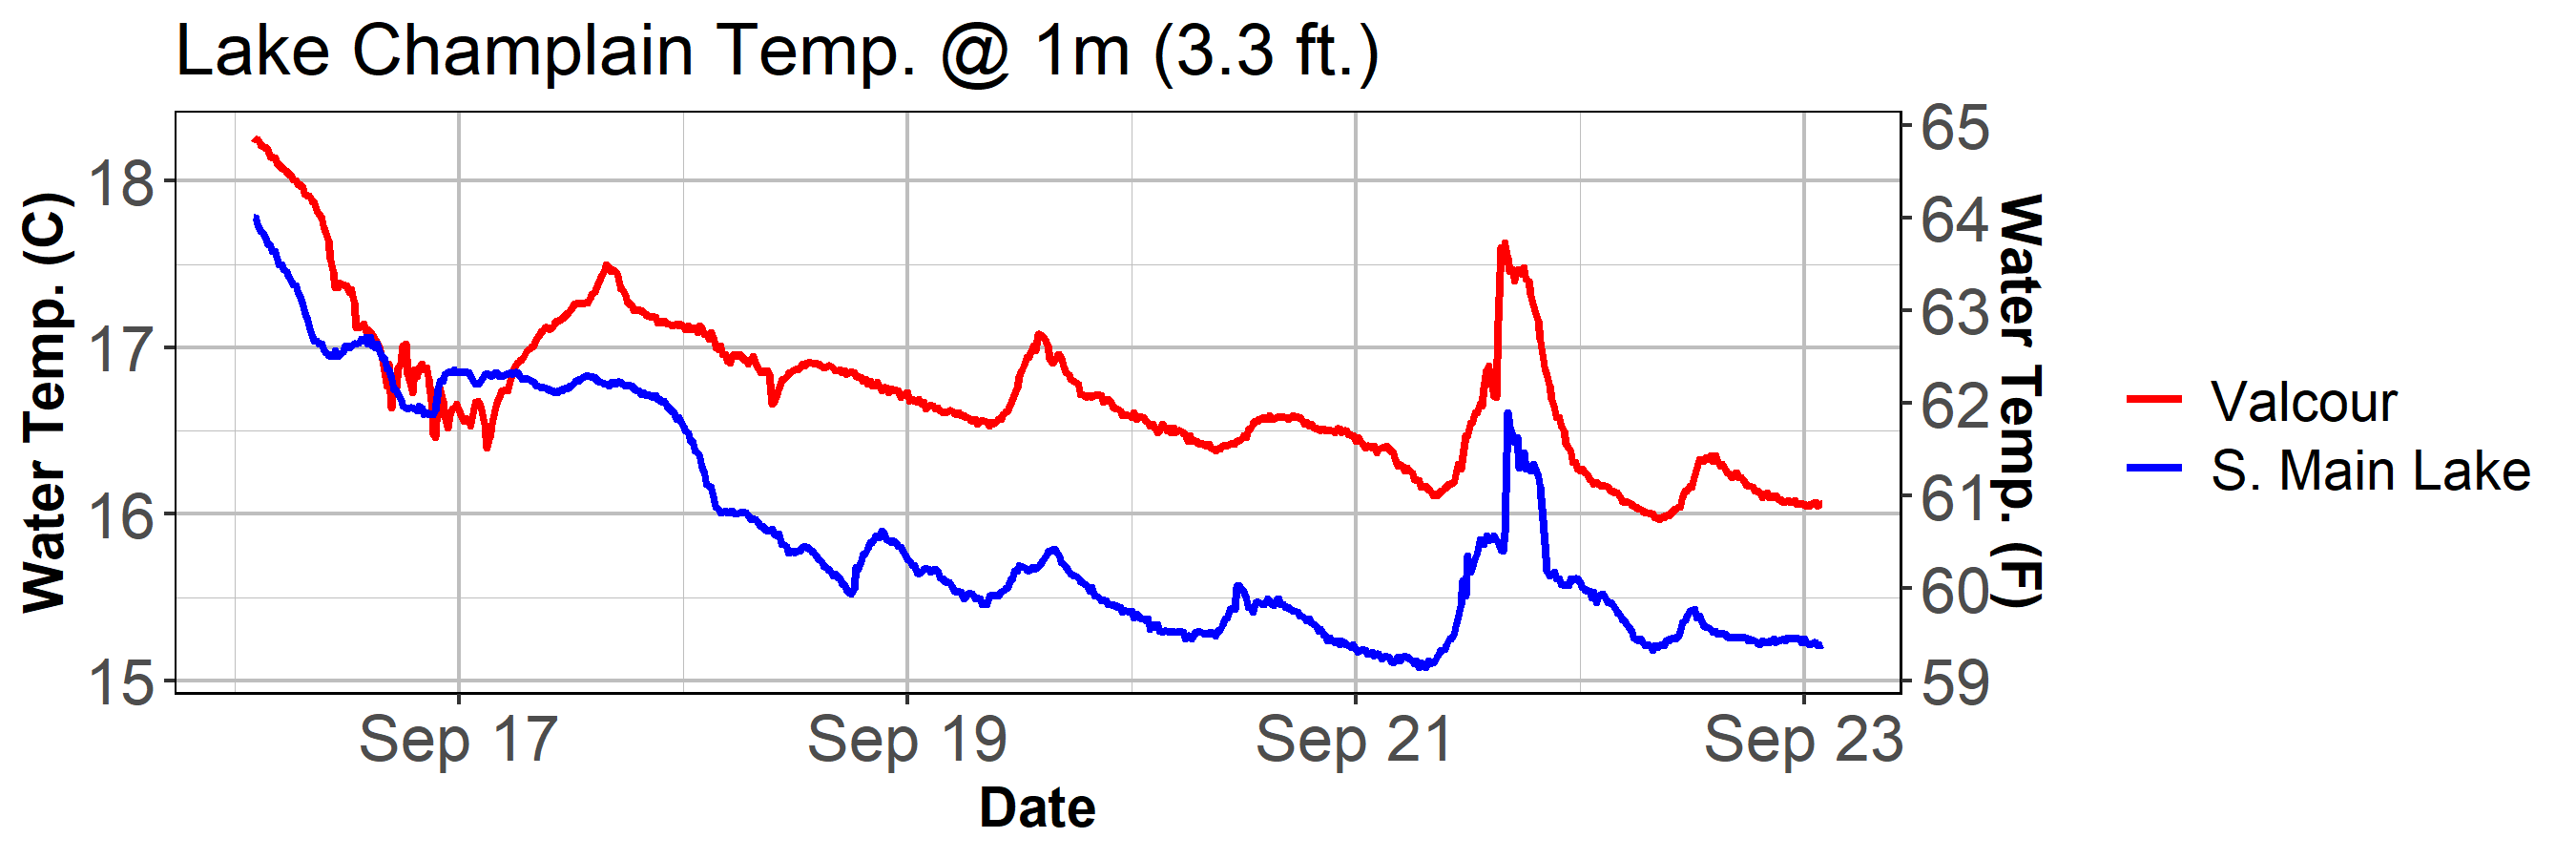 Lake Champlain Temp. @ 1m (3.3 ft.)
Water Temp. (C)
18
17
16
15
65
64
63
62
61
60
59
Water Temp. (F)
Sep 17
Sep 19
Sep 21
Sep 23
Date
Valcour
S. Main Lake